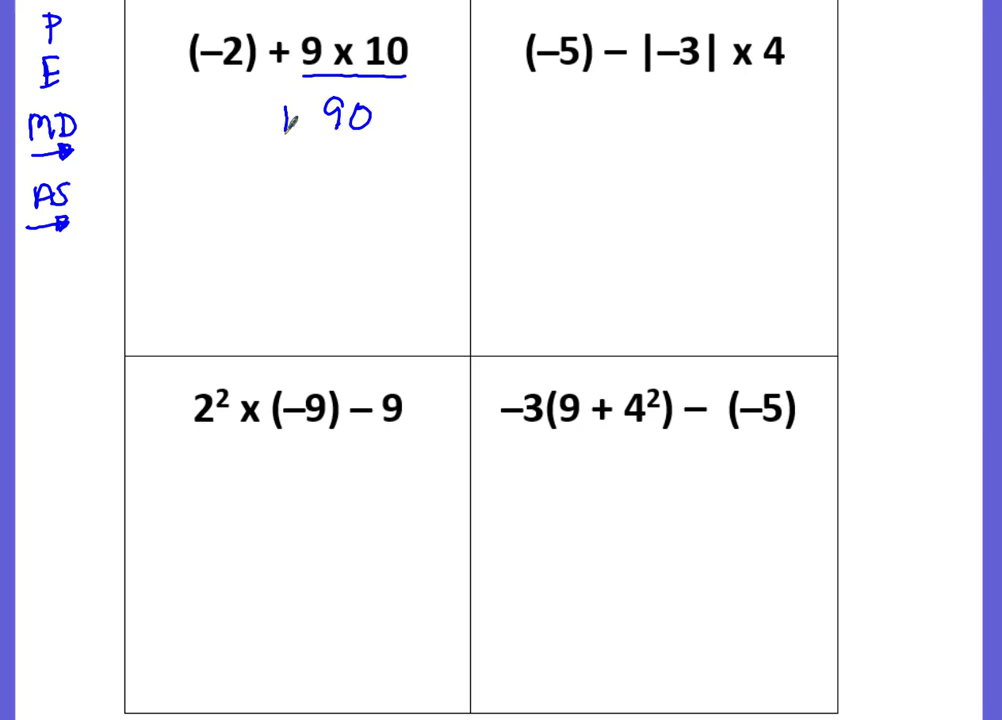 P
E
MD
AS
(–2) + 9 x 10
90
(–5) – |–3| x 4
2² x (–9) – 9
–3(9 + 4²) – (–5)